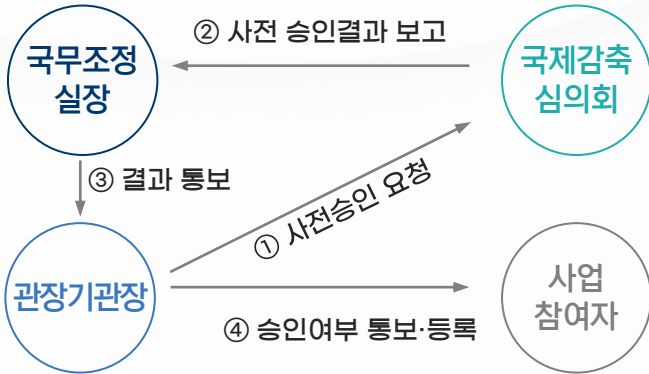 ② 사전 승인결과 보고
국무조정
실장
국제감축
심의회
③ 결과 통보
① 사전승인 요청
관장기관장
사업
참여자
④ 승인여부 통보·등록